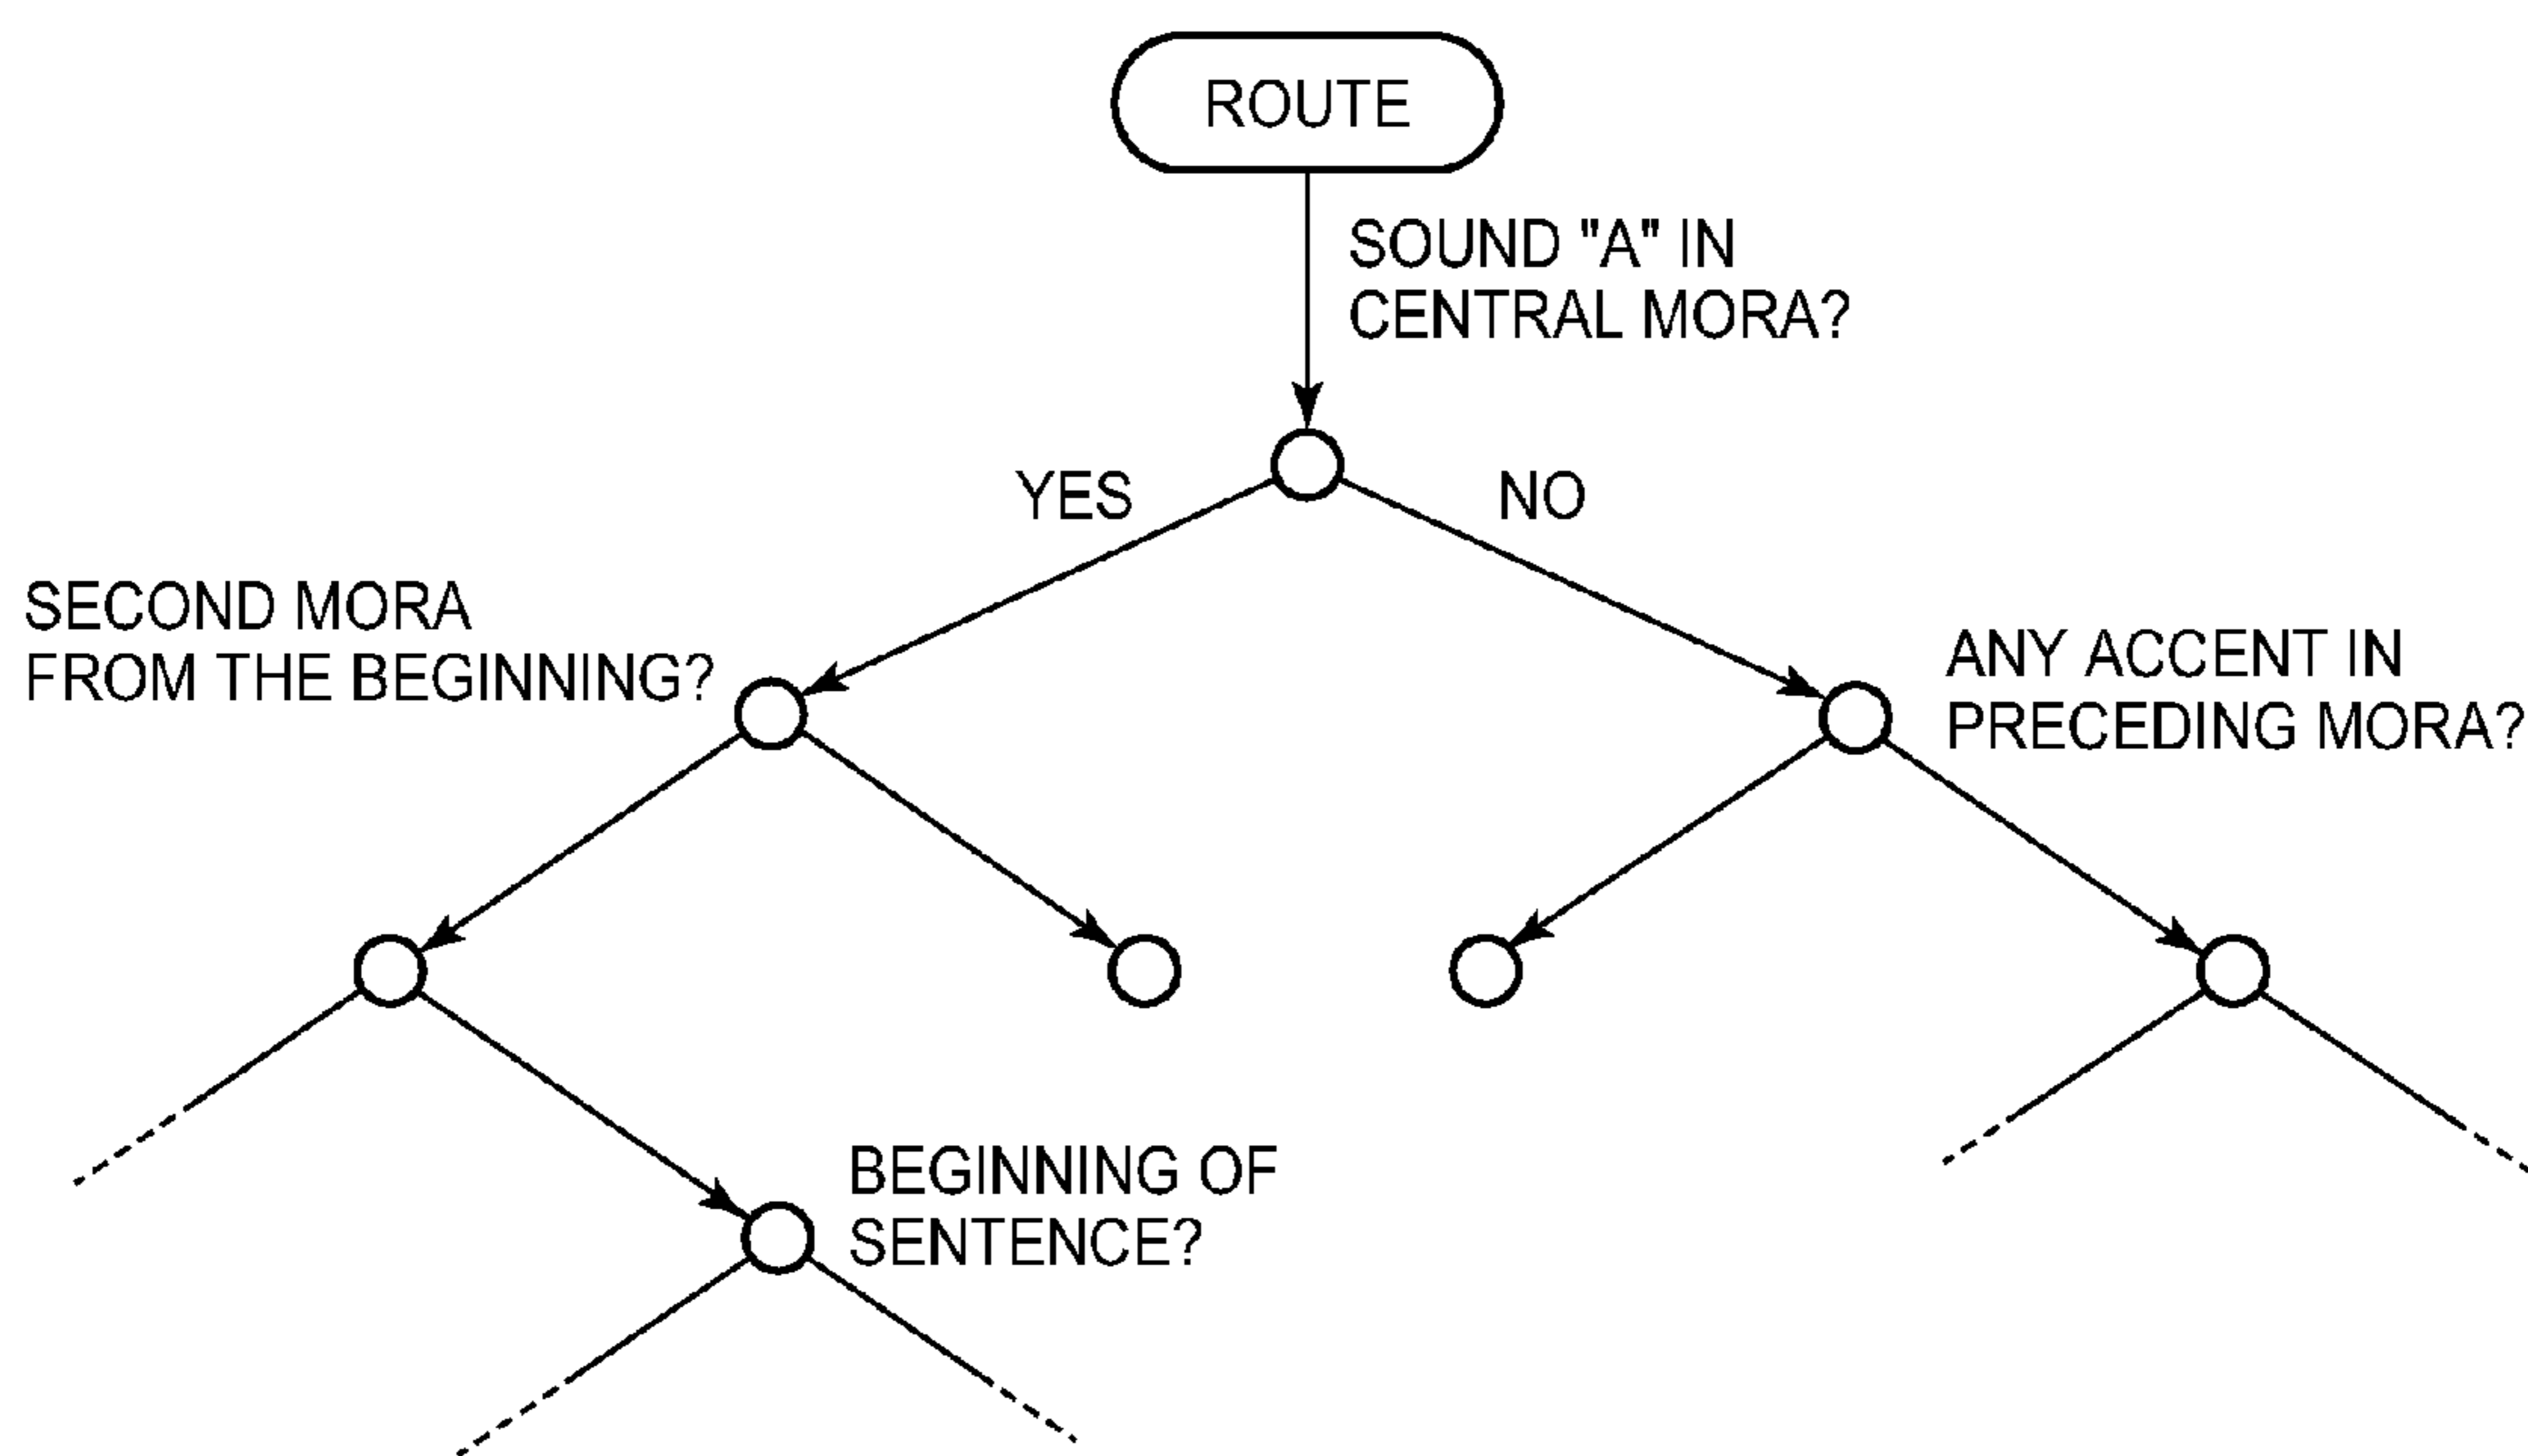 ROUTE
SOUND "A" IN
CENTRAL MORA?
YES
NO
SECOND MORA
FROM THE BEGINNING?
ANY ACCENT IN
PRECEDING MORA?
BEGINNING OF
SENTENCE?